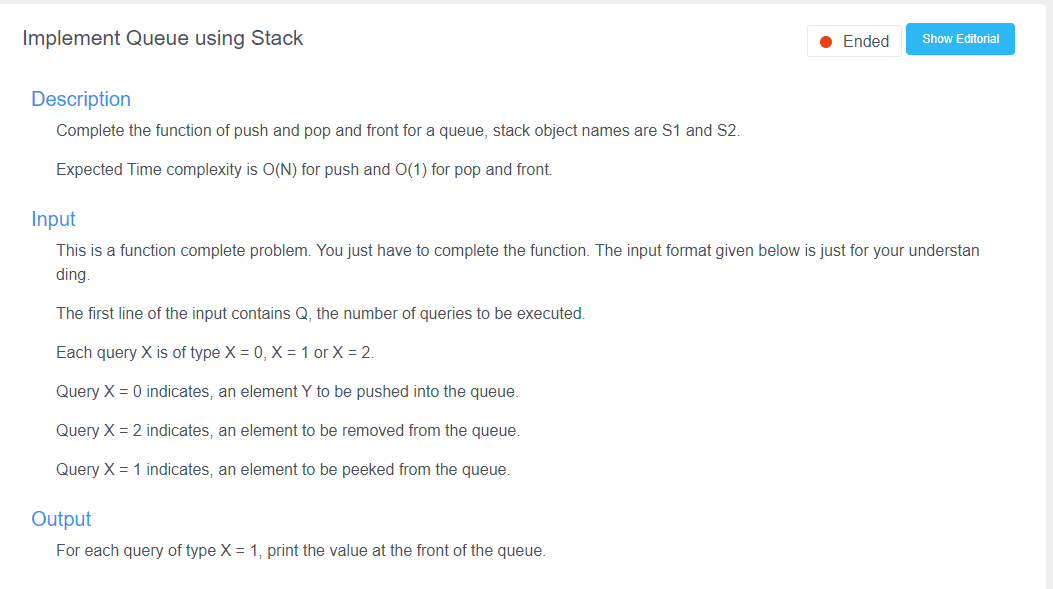 Implement Queue using Stack
Ended
Show Editorial
Description
Complete the function of push and pop and front for a queue, stack object names are S1 and S2.
Expected Time complexity is O(N) for push and O(1) for pop and front.
Input
This is a function complete problem. You just have to complete the function. The input format given below is just for your understan
ding.
The first line of the input contains Q, the number of queries to be executed.
Each query X is of type X = 0, X = 1 or X = 2.
Query X = 0 indicates, an element Y to be pushed into the queue.
Query X = 2 indicates, an element to be removed from the queue.
Query X = 1 indicates, an element to be peeked from the queue.
Output
For each query of type X = 1, print the value at the front of the queue.